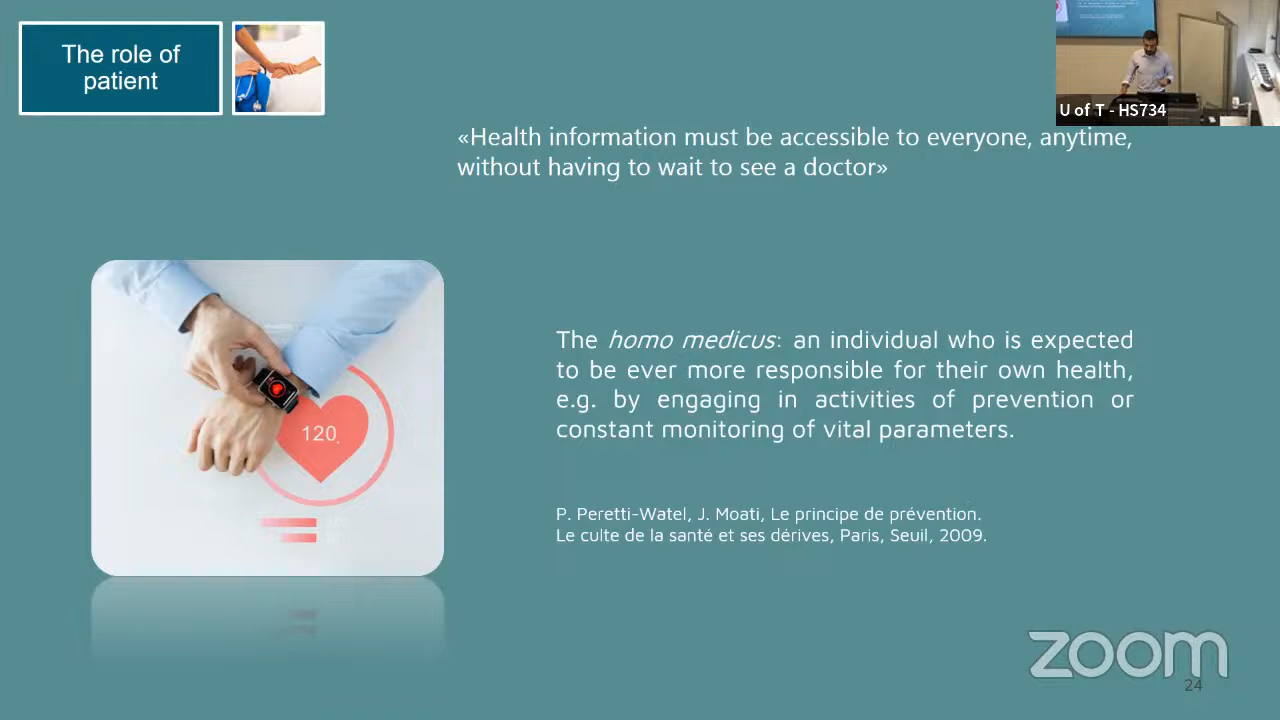 The role of
patient
U of T - HS734
«Health information must be accessible to everyone, anytime,
without having to wait to see a doctor»
The homo medicus: an individual who is expected
to be ever more responsible for their own health,
e.g. by engaging in activities of prevention or
constant monitoring of vital parameters.
120
P. Peretti-Watel, J. Moati, Le principe de prévention.
Le culte de la santé et ses dérives, Paris, Seuil, 2009.
zoom
24